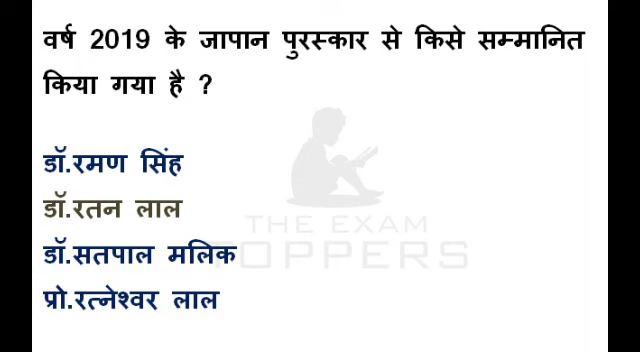 वर्ष 2019 के जापान पुरस्कार से किसे सम्मानित
किया गया है ?
डॉ.रमण सिंह
डॉ.रतन लाल
THE EXAM
TOPPERS
डॉ.सतपाल मलिक
प्रो.रत्नेश्वर लाल